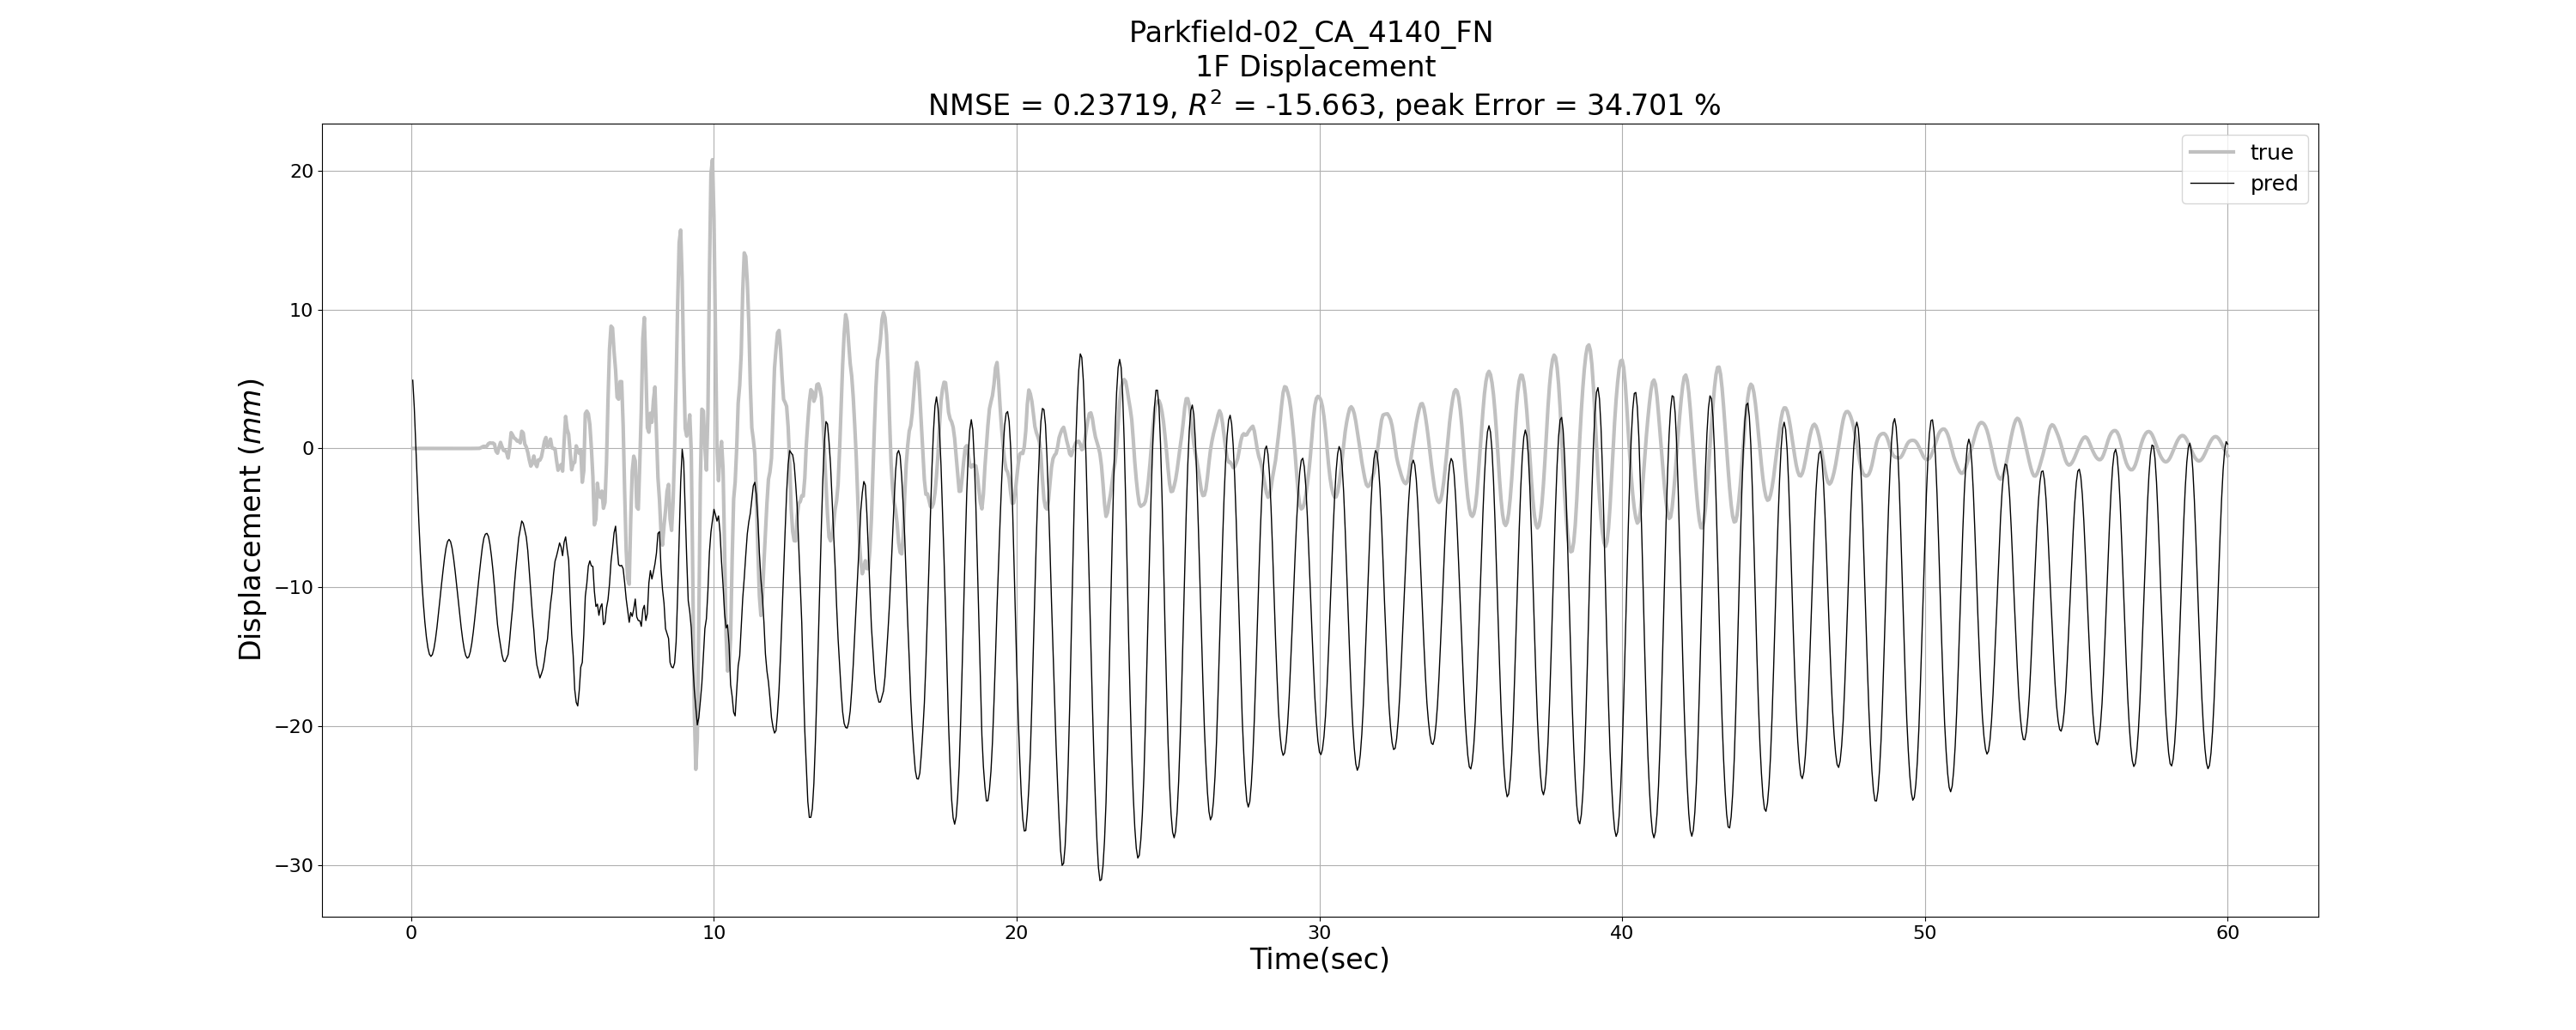 Parkfield-02_CA_4140_FN
1F Displacement
NMSE = 0.23719, R² = -15.663, peak Error = 34.701 %
true
pred
Displacement (mm)
20
10
0
−10
−20
−30
0 10 20 30 40 50 60
Time(sec)